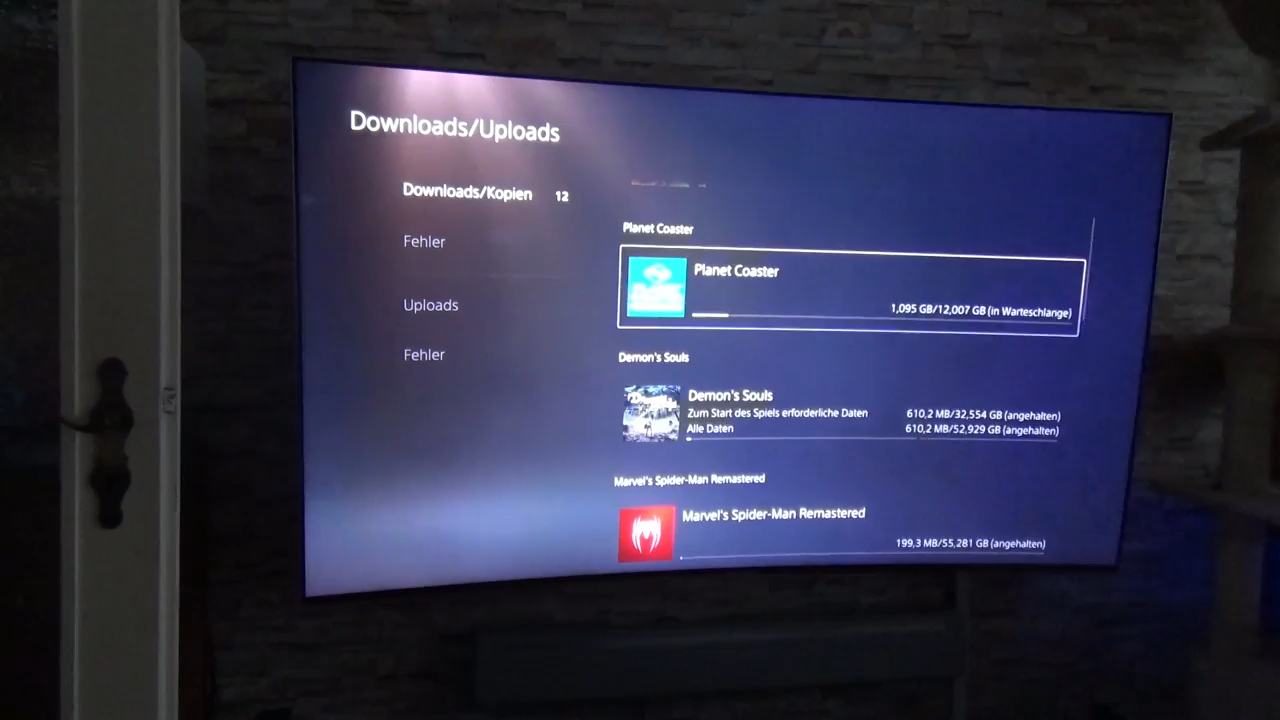 Downloads/Uploads
Downloads/Kopien 12
Fehler
Uploads
Fehler
Planet Coaster
Planet Coaster
1,095 GB/12,007 GB (in Warteschlange)
Demon's Souls
Demon's Souls
Zum Start des Spiels erforderliche Daten 610,2 MB/32,554 GB (angehalten)
Alle Daten 610,2 MB/52,929 GB (angehalten)
Marvel's Spider-Man Remastered
Marvel's Spider-Man Remastered
199,3 MB/55,281 GB (angehalten)